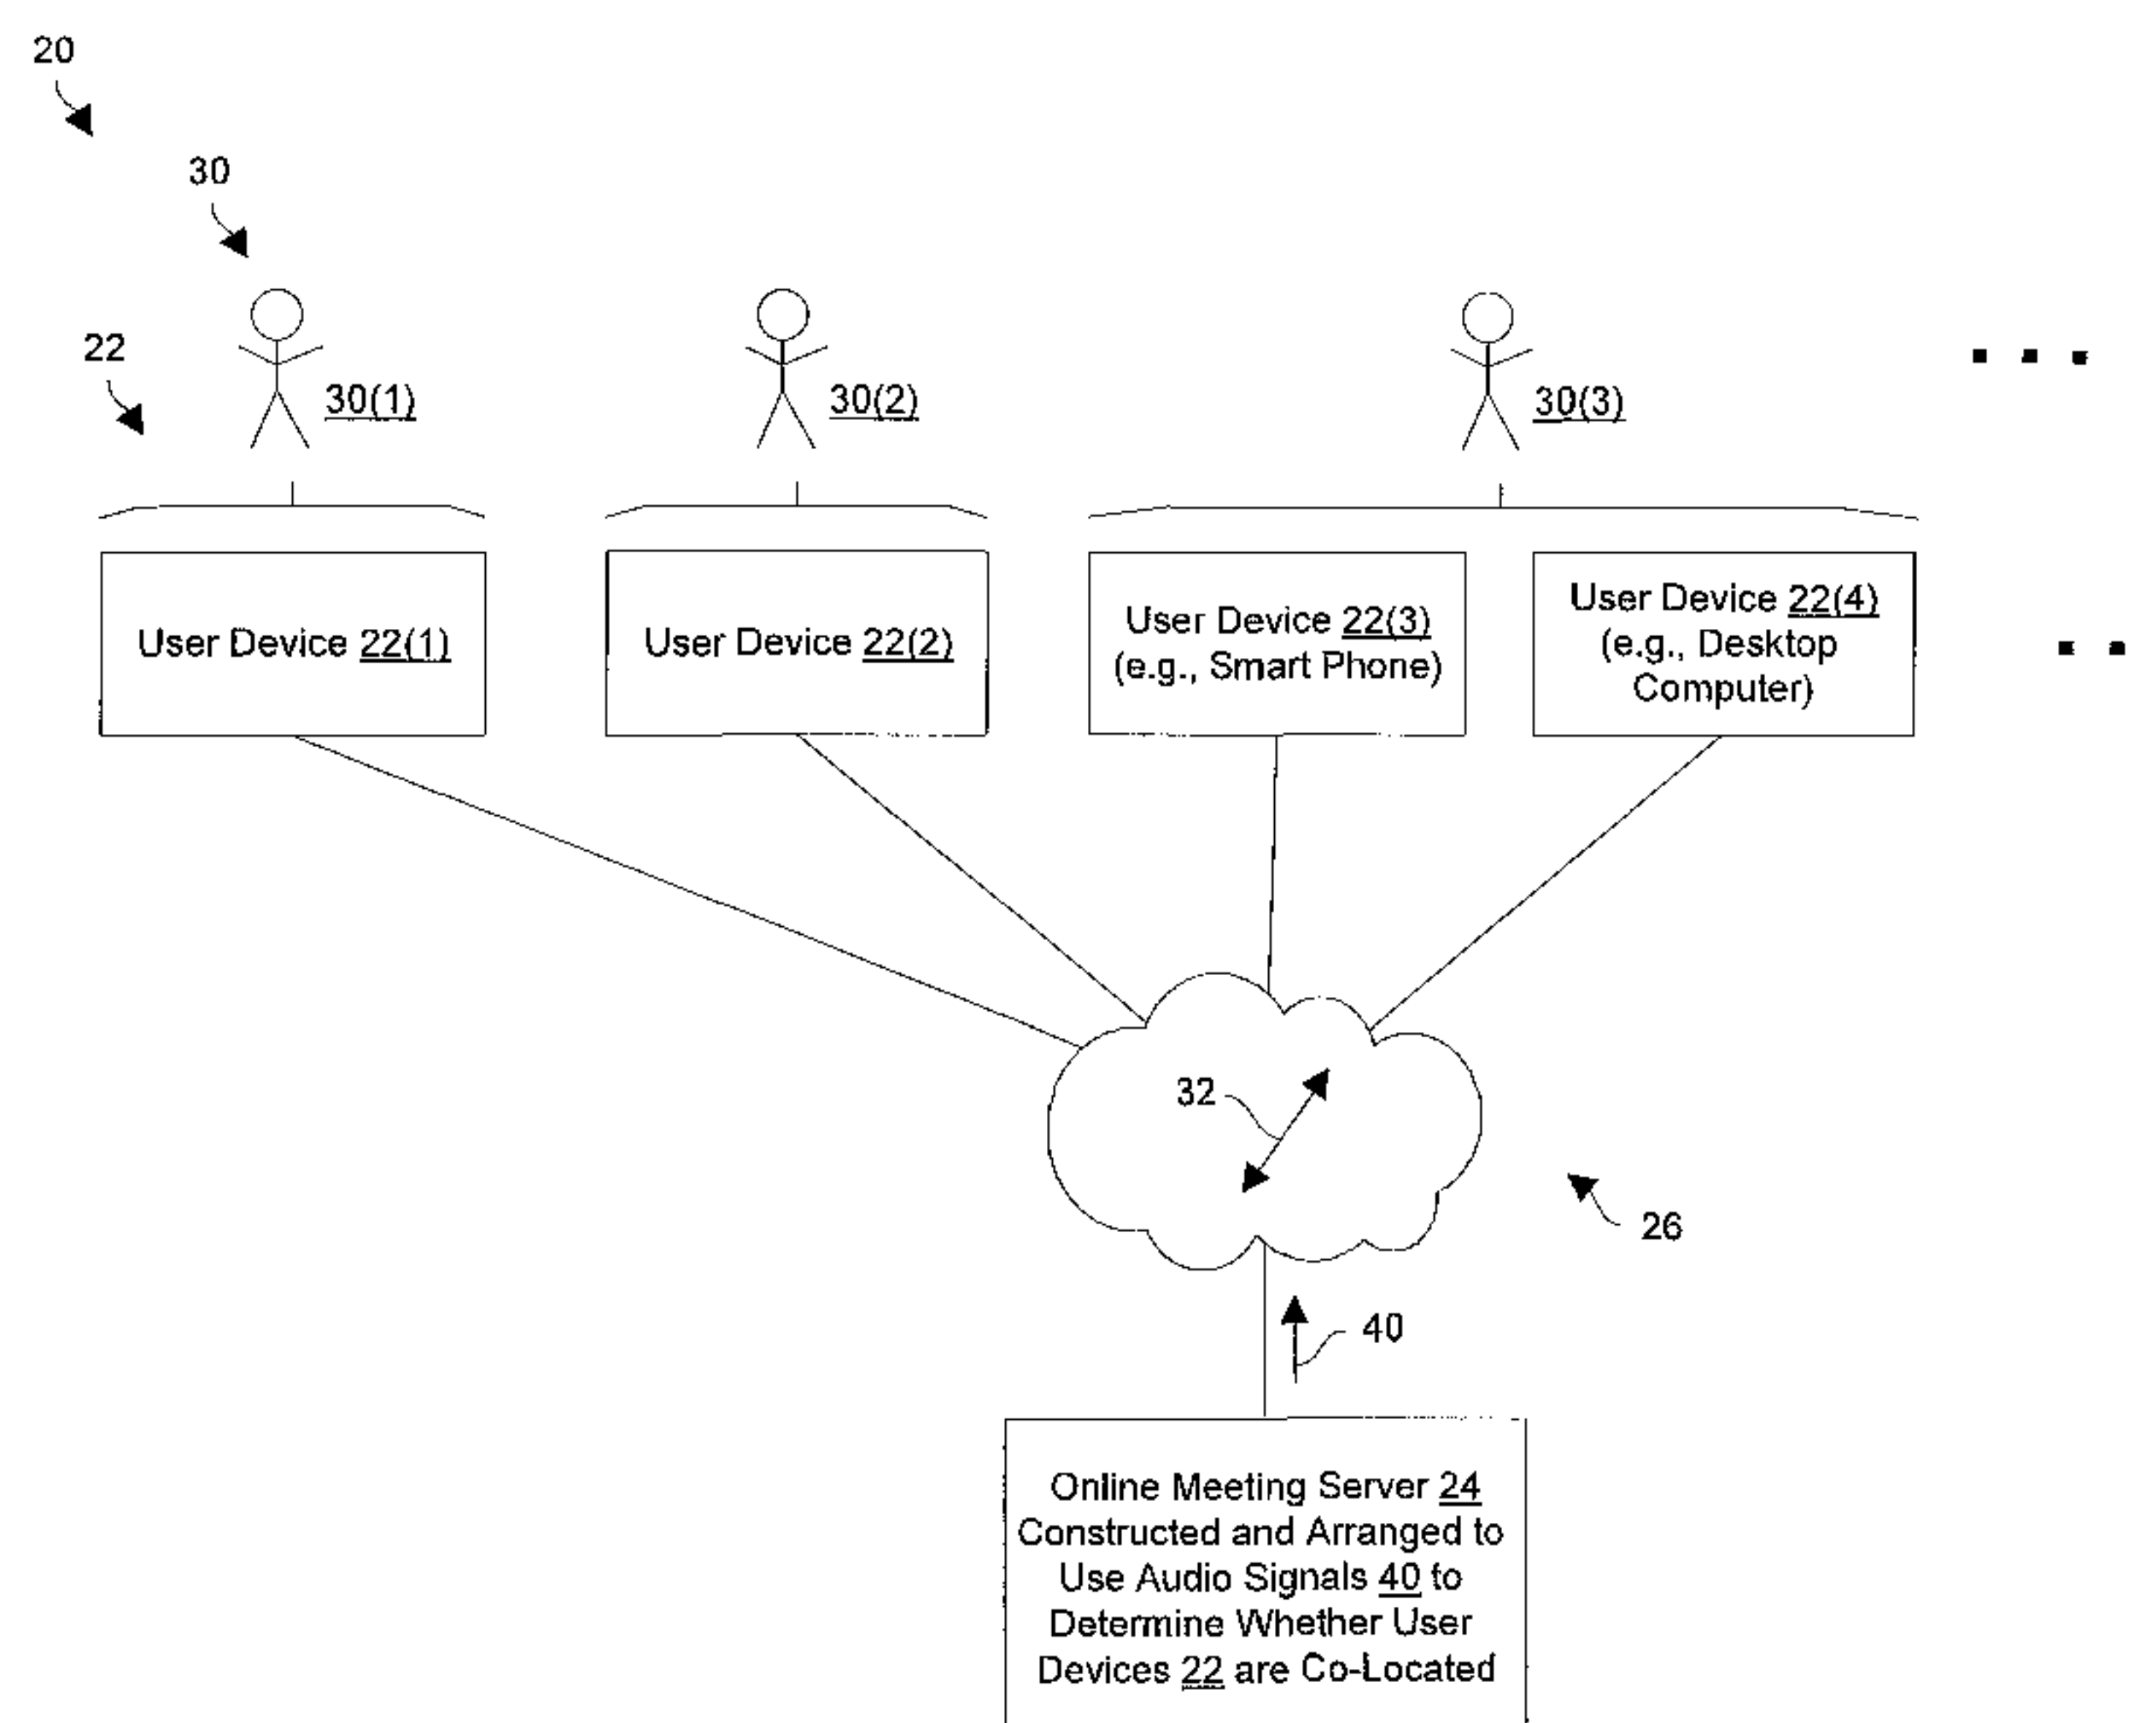 20
30
22
30(1)
30(2)
30(3)
User Device 22(1)
User Device 22(2)
User Device 22(3)
(e.g., Smart Phone)
User Device 22(4)
(e.g., Desktop
Computer)
32
26
40
Online Meeting Server 24
Constructed and Arranged to
Use Audio Signals 40 to
Determine Whether User
Devices 22 are Co-Located